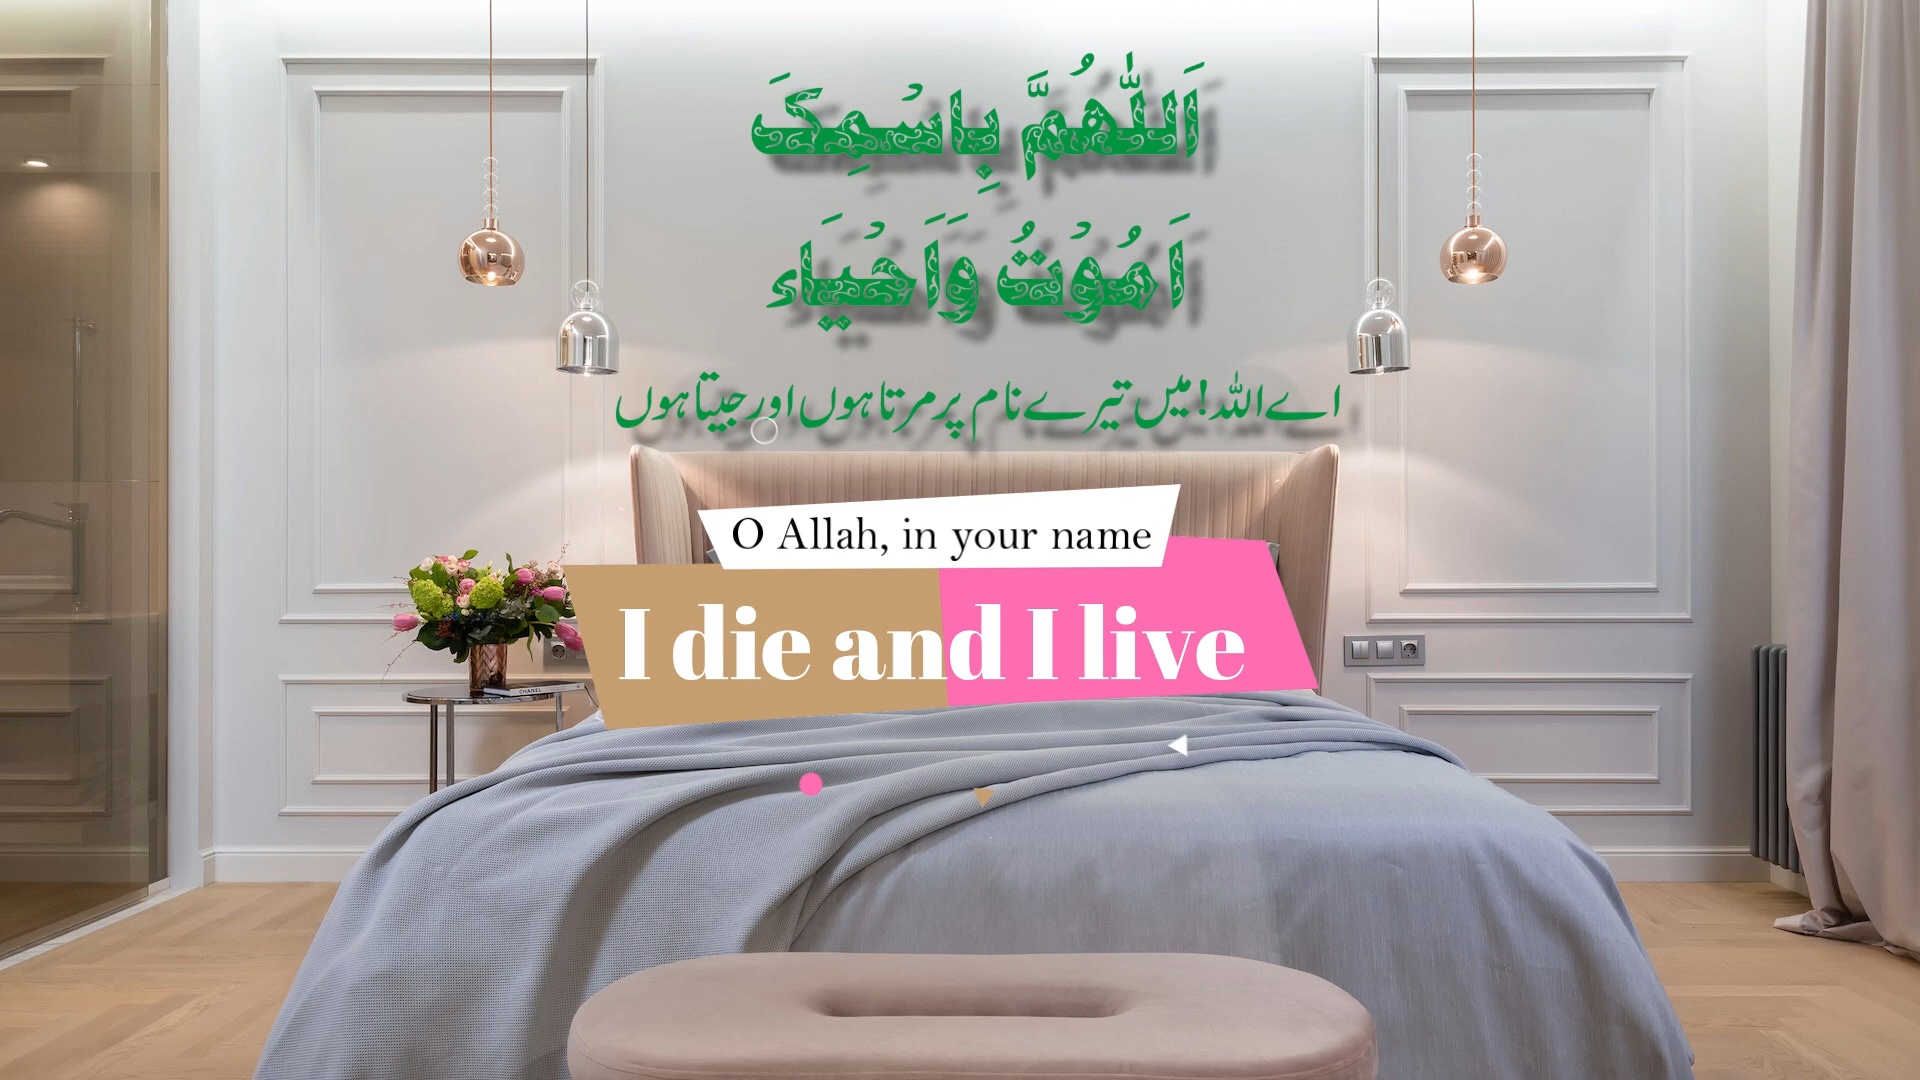 اَللّٰهُمَّ بِاسْمِکَ
اَمُوْتُ وَاَحْیَاء
اے اللہ! میں تیرے نام پر مرتا ہوں اور جیتا ہوں
O Allah, in your name
I die and I live
CHANEL